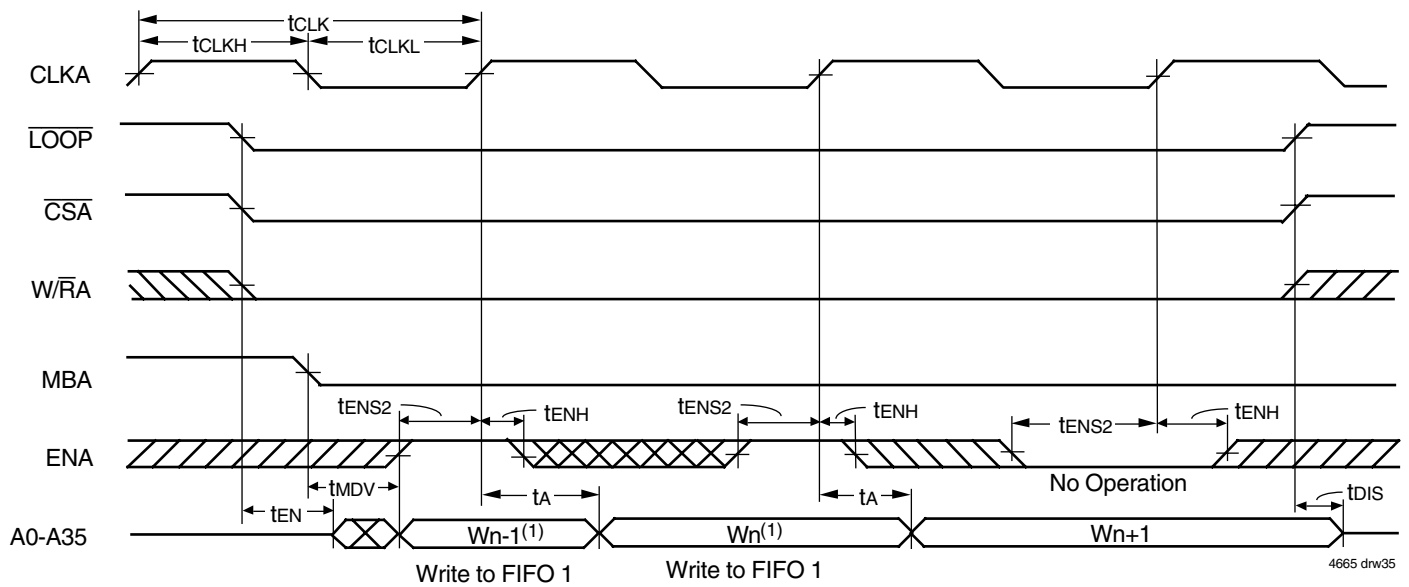 tCLK
tCLKH
tCLKL
CLKA
LOOP
CSA
W/RA
MBA
tENS2
tENH
tENS2
tENH
tENS2
tENH
ENA
No Operation
tMDV
tA
tA
tDIS
tEN
A0-A35
Wn-1(1)
Wn(1)
Wn+1
Write to FIFO 1
Write to FIFO 1
4665 drw35